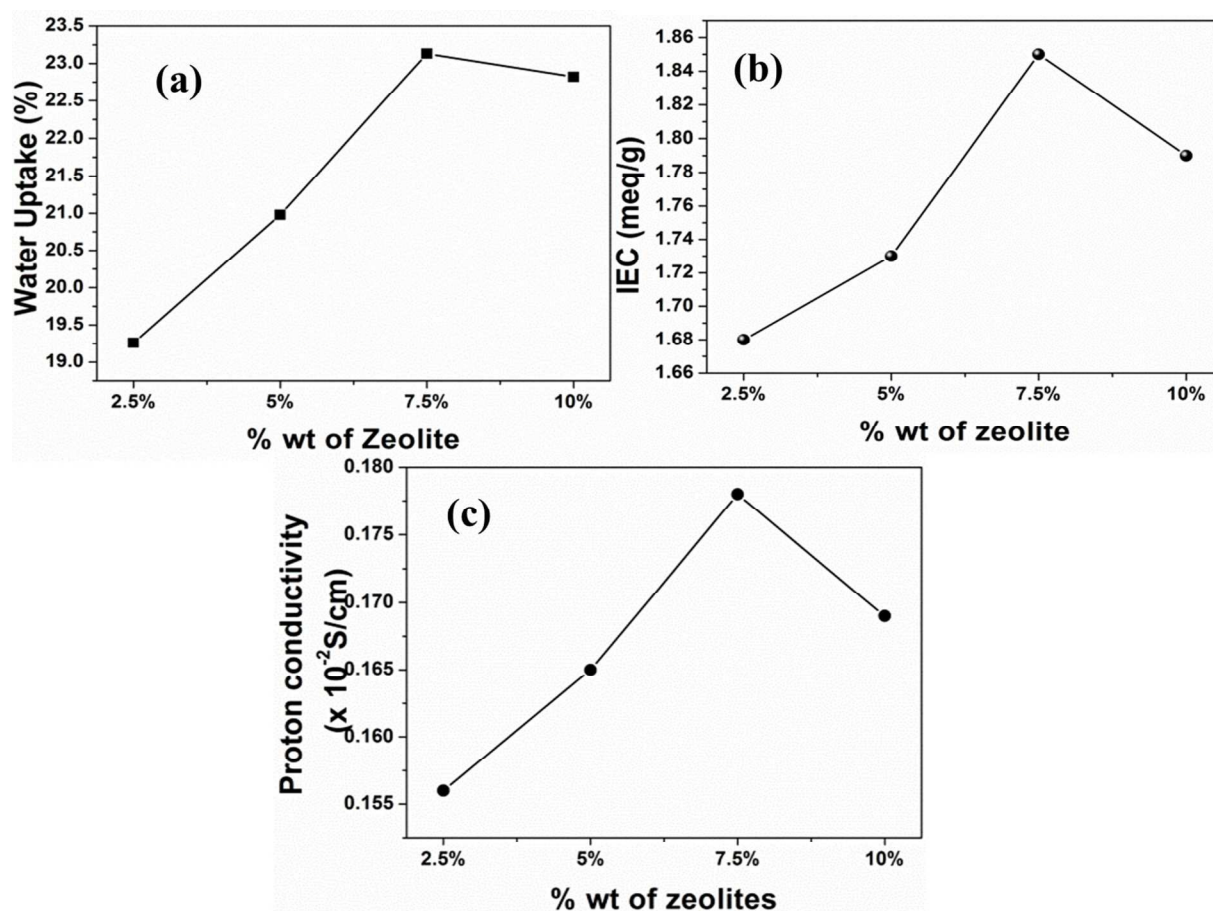 (a)
Water Uptake (%)
23.5
23.0
22.5
22.0
21.5
21.0
20.5
20.0
19.5
19.0
2.5% 5% 7.5% 10%
% wt of Zeolite
(b)
IEC (meq/g)
1.86
1.84
1.82
1.80
1.78
1.76
1.74
1.72
1.70
1.68
1.66
2.5% 5% 7.5% 10%
% wt of zeolite
(c)
Proton conductivity
(x 10⁻²S/cm)
0.180
0.175
0.170
0.165
0.160
0.155
2.5% 5% 7.5% 10%
% wt of zeolites